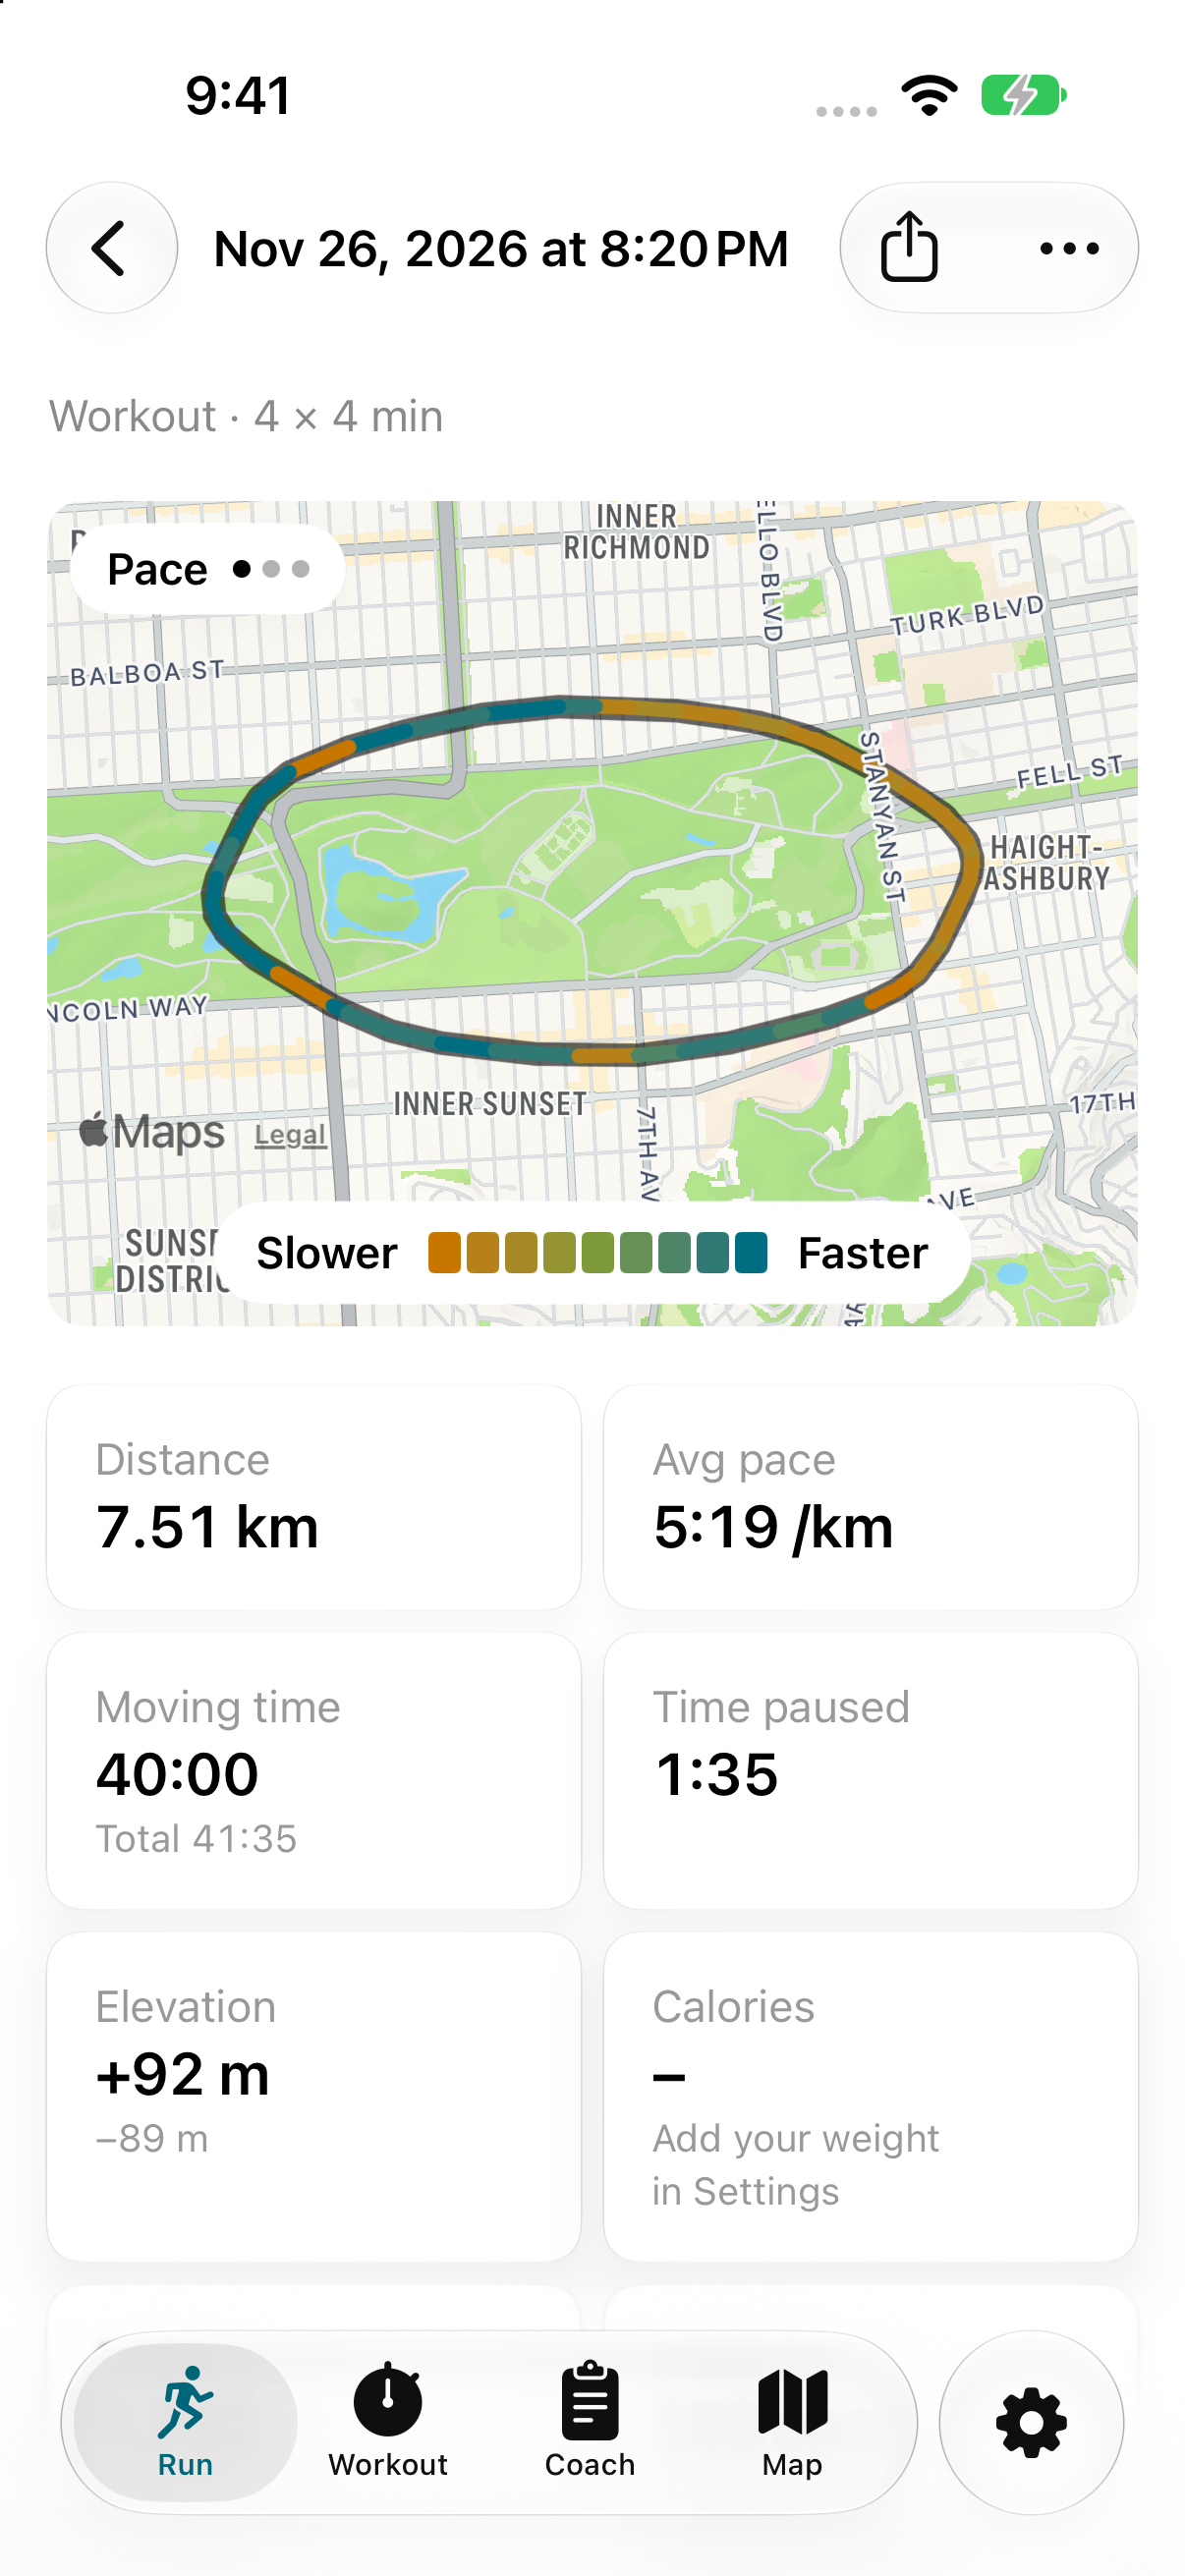 9:41
Nov 26, 2026 at 8:20 PM
Workout · 4 × 4 min
Pace
INNER
RICHMOND
BALBOA ST
TURK BLVD
STANYAN ST
FELL ST
HAIGHT-
ASHBURY
INNER SUNSET
7TH AV
17TH
Maps
Legal
Slower
Faster
Distance
7.51 km
Avg pace
5:19 /km
Moving time
40:00
Total 41:35
Time paused
1:35
Elevation
+92 m
−89 m
Calories
–
Add your weight
in Settings
Run
Workout
Coach
Map